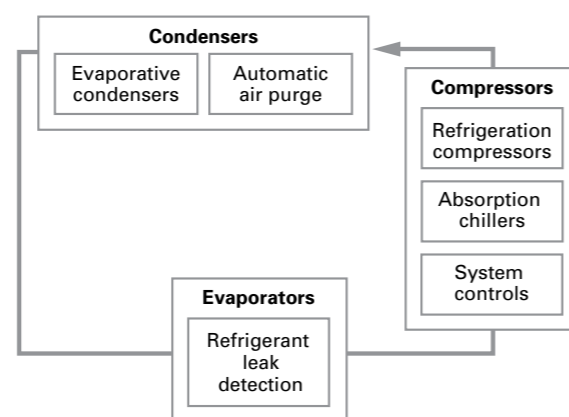 Condensers
Evaporative
condensers
Automatic
air purge
Compressors
Refrigeration
compressors
Absorption
chillers
System
controls
Evaporators
Refrigerant
leak
detection